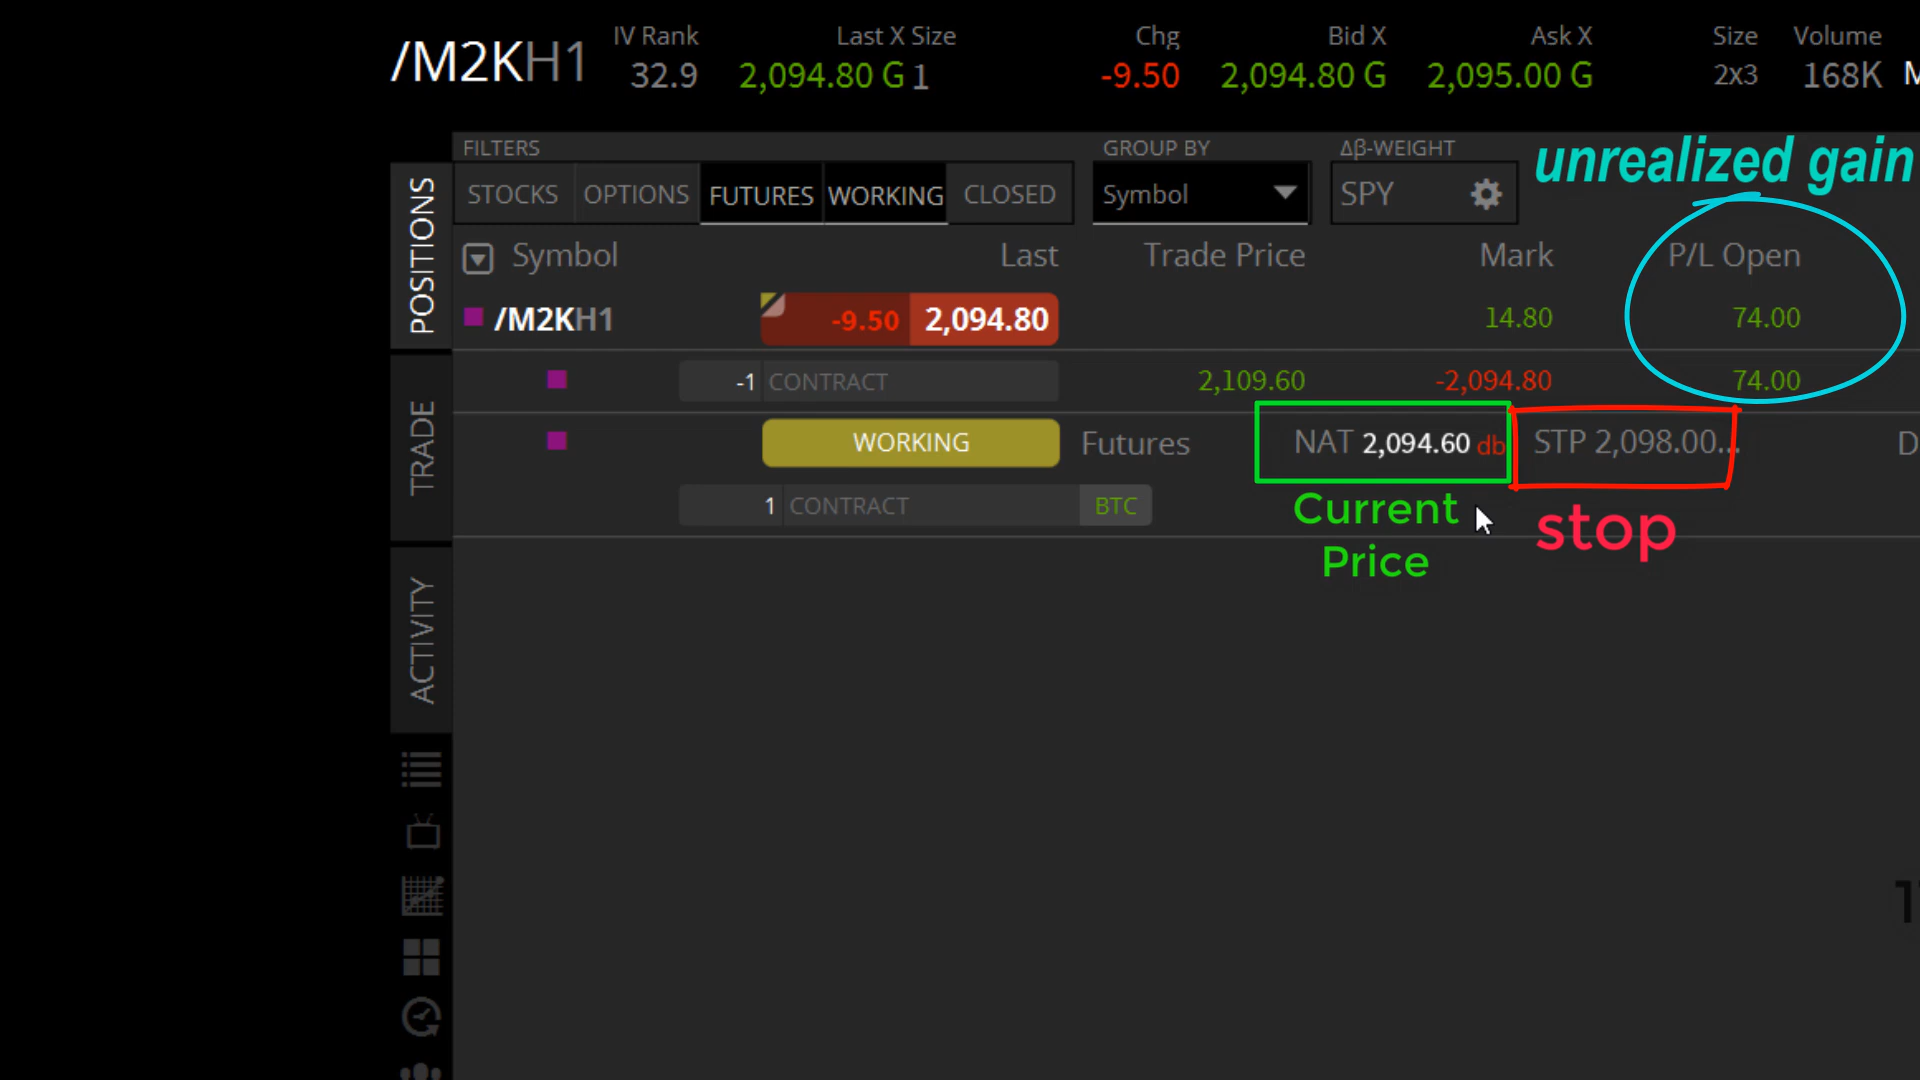 /M2KH1
IV Rank
Last X Size
Chg
Bid X
Ask X
Size
Volume
32.9
2,094.80 G 1
-9.50
2,094.80 G
2,095.00 G
2x3
168K
M
FILTERS
GROUP BY
Δβ-WEIGHT
unrealized gain
STOCKS
OPTIONS
FUTURES
WORKING
CLOSED
Symbol
SPY
POSITIONS
TRADE
ACTIVITY
Symbol
Last
Trade Price
Mark
P/L Open
/M2KH1
-9.50
2,094.80
14.80
74.00
-1 CONTRACT
2,109.60
-2,094.80
74.00
WORKING
Futures
NAT 2,094.60 db
STP 2,098.00...
D
1 CONTRACT
BTC
Current
Price
stop